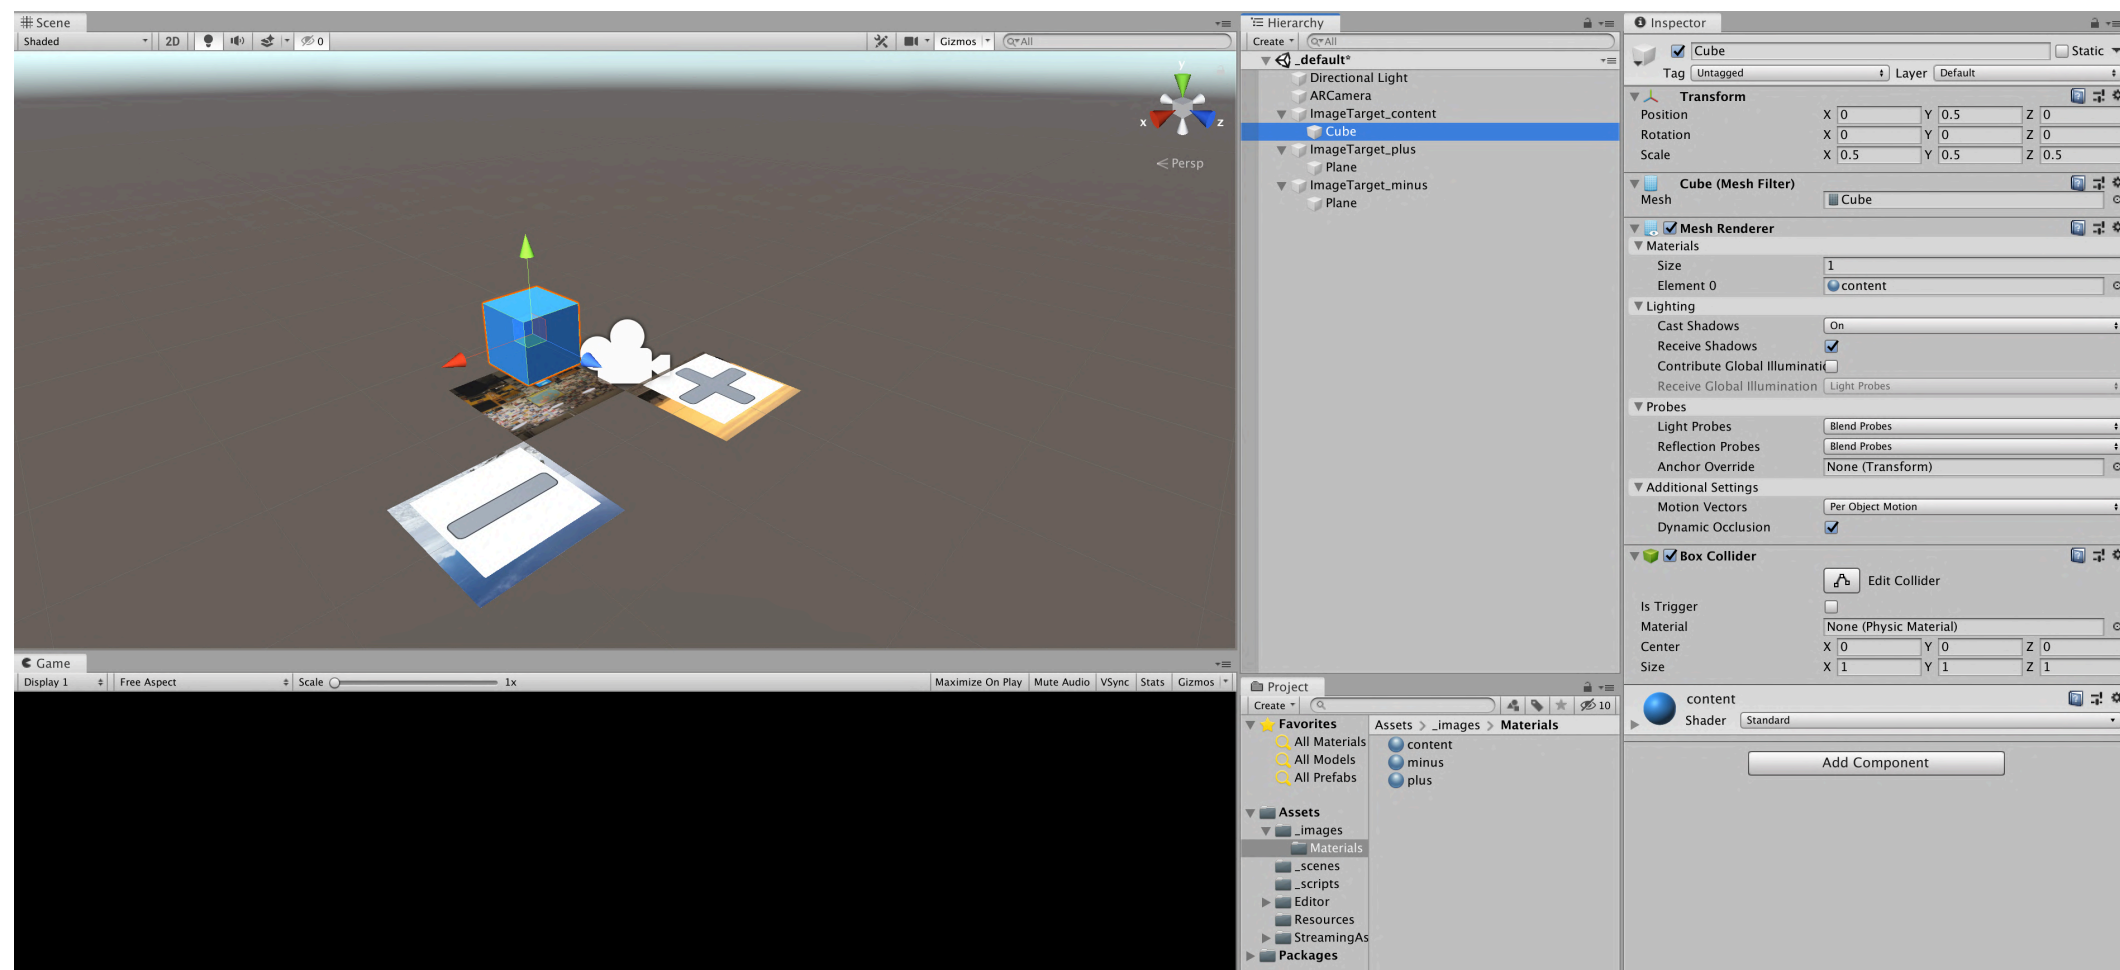 Scene
Shaded
2D
0
Gizmos
All
y
x
z
Persp
Game
Display 1
Free Aspect
Scale
1x
Maximize On Play
Mute Audio
VSync
Stats
Gizmos
Hierarchy
Create
All
_default*
Directional Light
ARCamera
ImageTarget_content
Cube
ImageTarget_plus
Plane
ImageTarget_minus
Plane
Project
Create
10
Favorites
All Materials
All Models
All Prefabs
Assets
_images
Materials
_scenes
_scripts
Editor
Resources
StreamingAs
Packages
Assets > _images > Materials
content
minus
plus
Inspector
Cube
Static
Tag Untagged Layer Default
Transform
Position X 0 Y 0.5 Z 0
Rotation X 0 Y 0 Z 0
Scale X 0.5 Y 0.5 Z 0.5
Cube (Mesh Filter)
Mesh Cube
Mesh Renderer
Materials
Size 1
Element 0 content
Lighting
Cast Shadows On
Receive Shadows
Contribute Global Illuminati
Receive Global Illumination Light Probes
Probes
Light Probes Blend Probes
Reflection Probes Blend Probes
Anchor Override None (Transform)
Additional Settings
Motion Vectors Per Object Motion
Dynamic Occlusion
Box Collider
Edit Collider
Is Trigger
Material None (Physic Material)
Center X 0 Y 0 Z 0
Size X 1 Y 1 Z 1
content
Shader Standard
Add Component